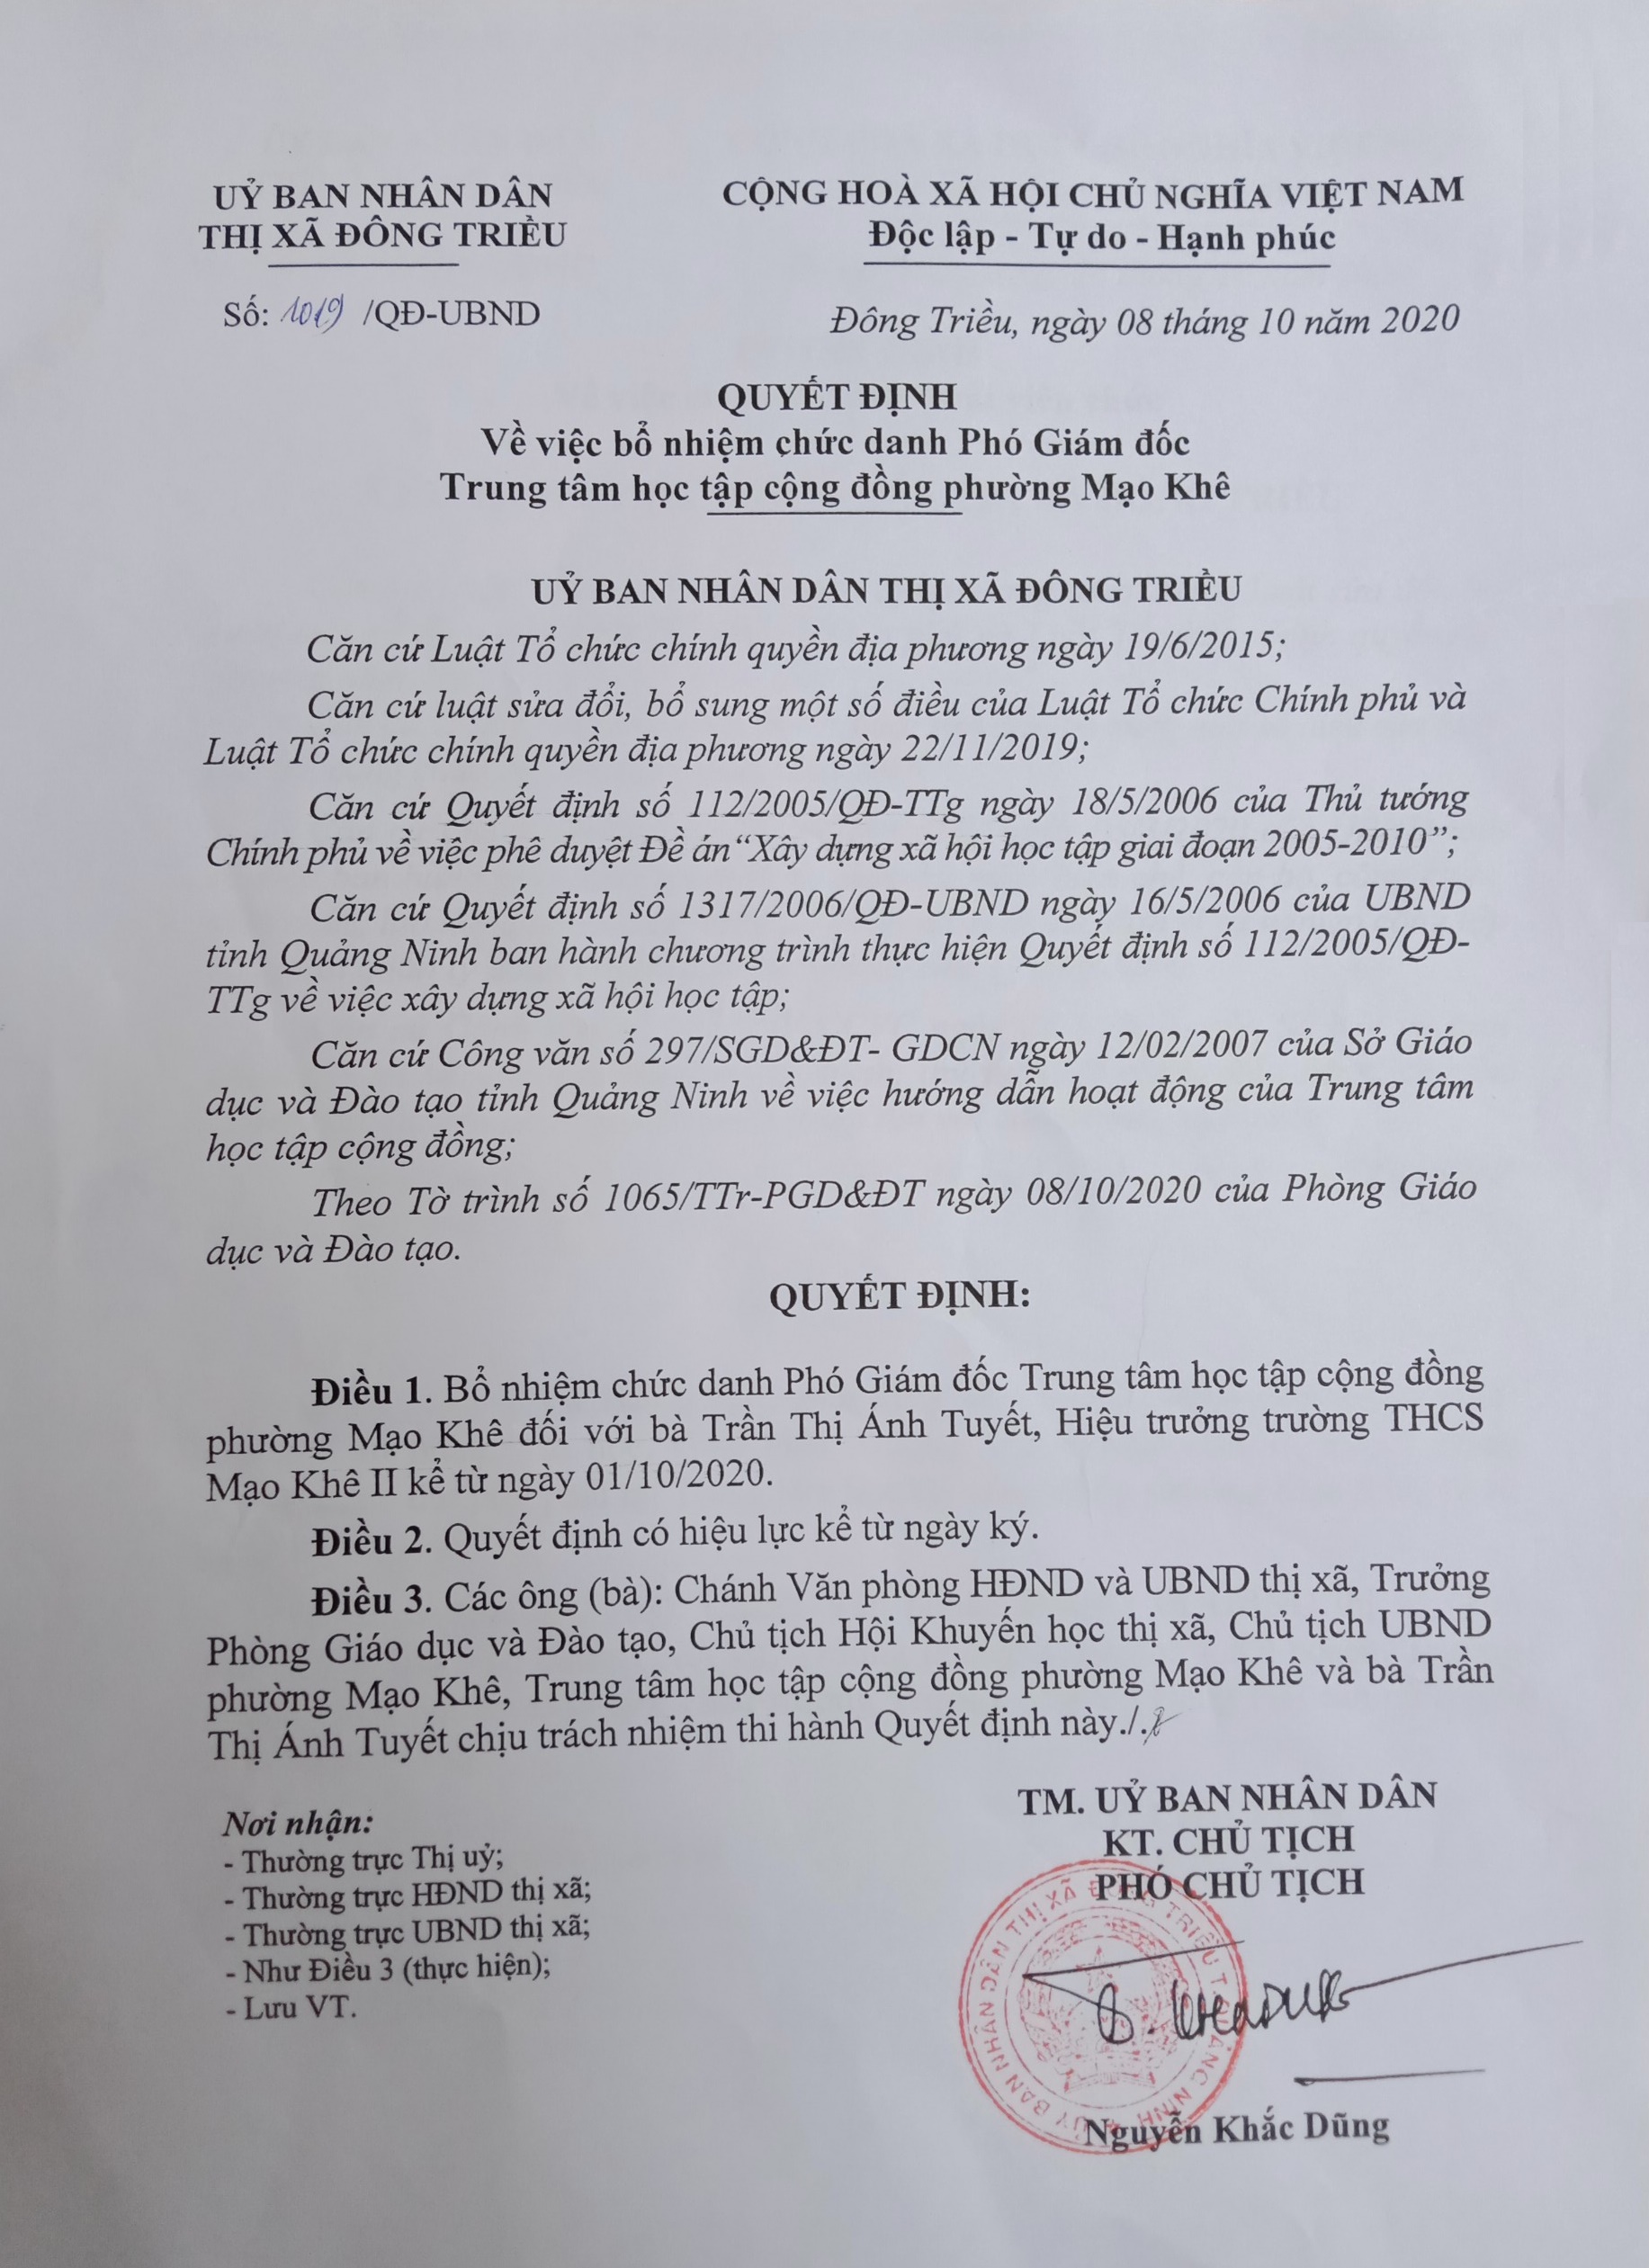 UỶ BAN NHÂN DÂN
THỊ XÃ ĐÔNG TRIỀU
Số: 1019 /QĐ-UBND
CỘNG HOÀ XÃ HỘI CHỦ NGHĨA VIỆT NAM
Độc lập - Tự do - Hạnh phúc
Đông Triều, ngày 08 tháng 10 năm 2020
QUYẾT ĐỊNH
Về việc bổ nhiệm chức danh Phó Giám đốc
Trung tâm học tập cộng đồng phường Mạo Khê
UỶ BAN NHÂN DÂN THỊ XÃ ĐÔNG TRIỀU
Căn cứ Luật Tổ chức chính quyền địa phương ngày 19/6/2015;
Căn cứ luật sửa đổi, bổ sung một số điều của Luật Tổ chức Chính phủ và
Luật Tổ chức chính quyền địa phương ngày 22/11/2019;
Căn cứ Quyết định số 112/2005/QĐ-TTg ngày 18/5/2006 của Thủ tướng
Chính phủ về việc phê duyệt Đề án “Xây dựng xã hội học tập giai đoạn 2005-2010”;
Căn cứ Quyết định số 1317/2006/QĐ-UBND ngày 16/5/2006 của UBND
tỉnh Quảng Ninh ban hành chương trình thực hiện Quyết định số 112/2005/QĐ-
TTg về việc xây dựng xã hội học tập;
Căn cứ Công văn số 297/SGD&ĐT- GDCN ngày 12/02/2007 của Sở Giáo
dục và Đào tạo tỉnh Quảng Ninh về việc hướng dẫn hoạt động của Trung tâm
học tập cộng đồng;
Theo Tờ trình số 1065/TTr-PGD&ĐT ngày 08/10/2020 của Phòng Giáo
dục và Đào tạo.
QUYẾT ĐỊNH:
Điều 1. Bổ nhiệm chức danh Phó Giám đốc Trung tâm học tập cộng đồng
phường Mạo Khê đối với bà Trần Thị Ánh Tuyết, Hiệu trưởng trường THCS
Mạo Khê II kể từ ngày 01/10/2020.
Điều 2. Quyết định có hiệu lực kể từ ngày ký.
Điều 3. Các ông (bà): Chánh Văn phòng HĐND và UBND thị xã, Trưởng
Phòng Giáo dục và Đào tạo, Chủ tịch Hội Khuyến học thị xã, Chủ tịch UBND
phường Mạo Khê, Trung tâm học tập cộng đồng phường Mạo Khê và bà Trần
Thị Ánh Tuyết chịu trách nhiệm thi hành Quyết định này./.
Nơi nhận:
- Thường trực Thị uỷ;
- Thường trực HĐND thị xã;
- Thường trực UBND thị xã;
- Như Điều 3 (thực hiện);
- Lưu VT.
TM. UỶ BAN NHÂN DÂN
KT. CHỦ TỊCH
PHÓ CHỦ TỊCH
ỦY BAN NHÂN DÂN THỊ XÃ ĐÔNG TRIỀU T. QUẢNG NINH
Nguyễn Khắc Dũng